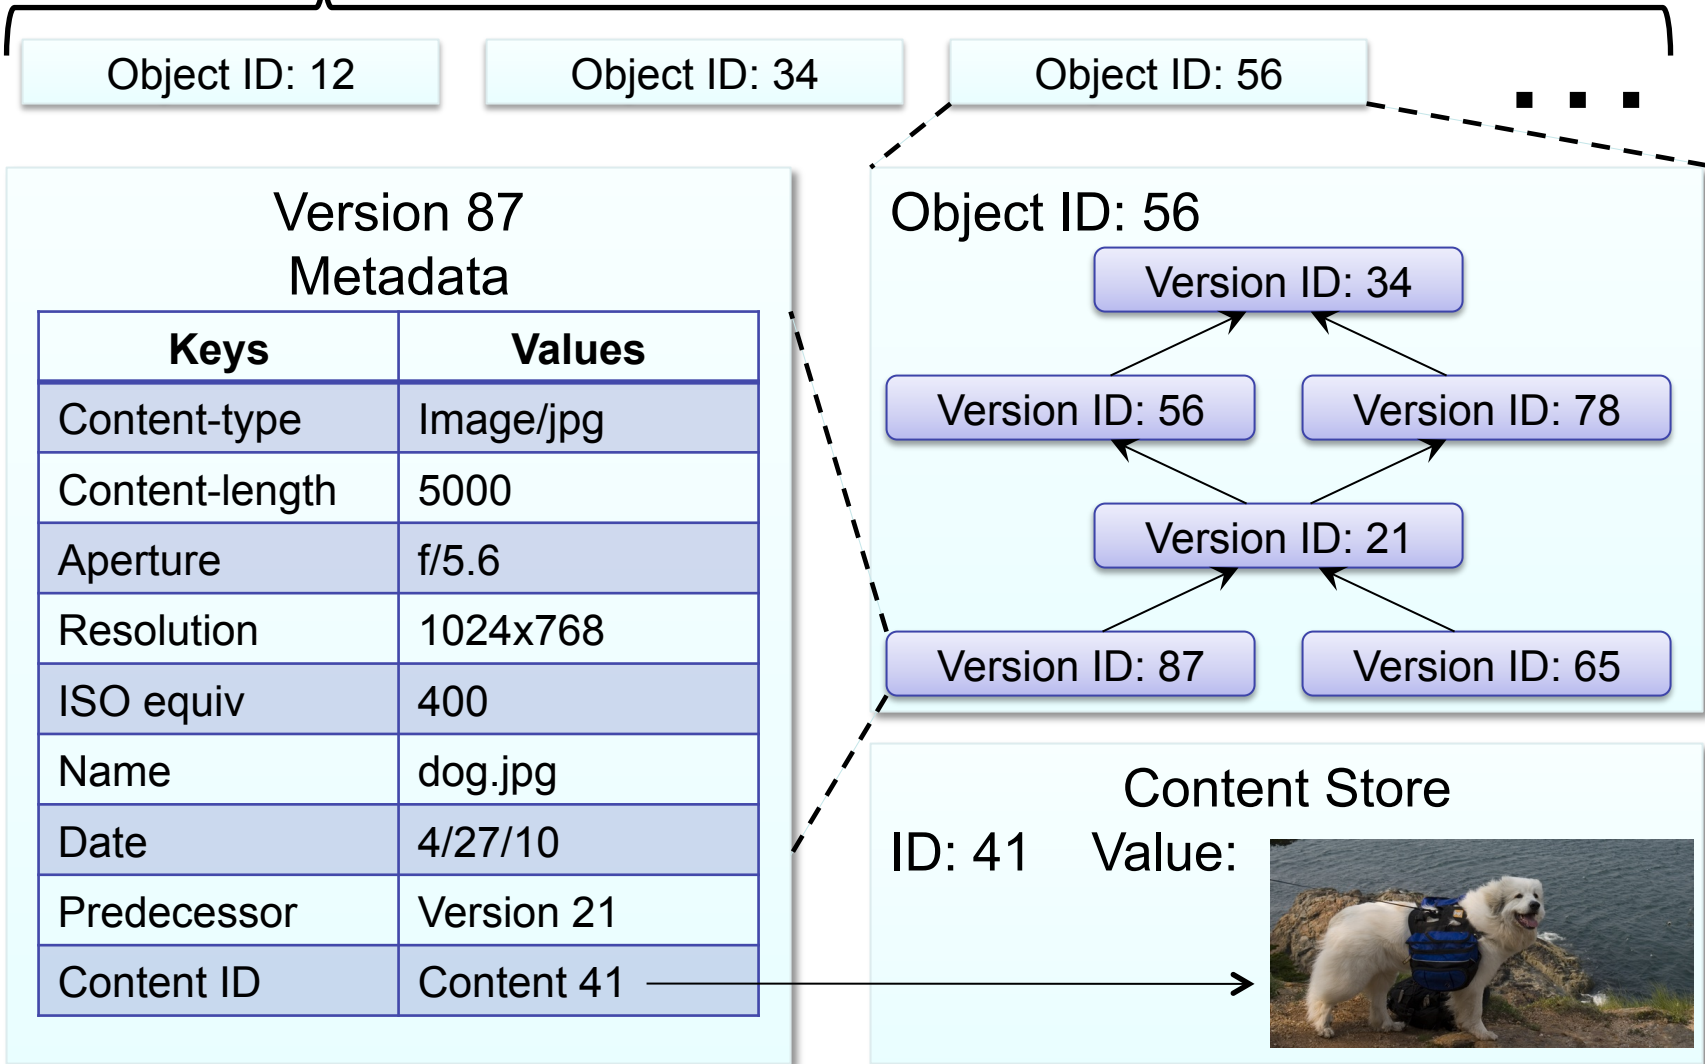 Object ID: 12
Object ID: 34
Object ID: 56
. . .
Version 87
Metadata
Keys Values
Content-type Image/jpg
Content-length 5000
Aperture f/5.6
Resolution 1024x768
ISO equiv 400
Name dog.jpg
Date 4/27/10
Predecessor Version 21
Content ID Content 41
Object ID: 56
Version ID: 34
Version ID: 56
Version ID: 78
Version ID: 21
Version ID: 87
Version ID: 65
Content Store
ID: 41 Value: